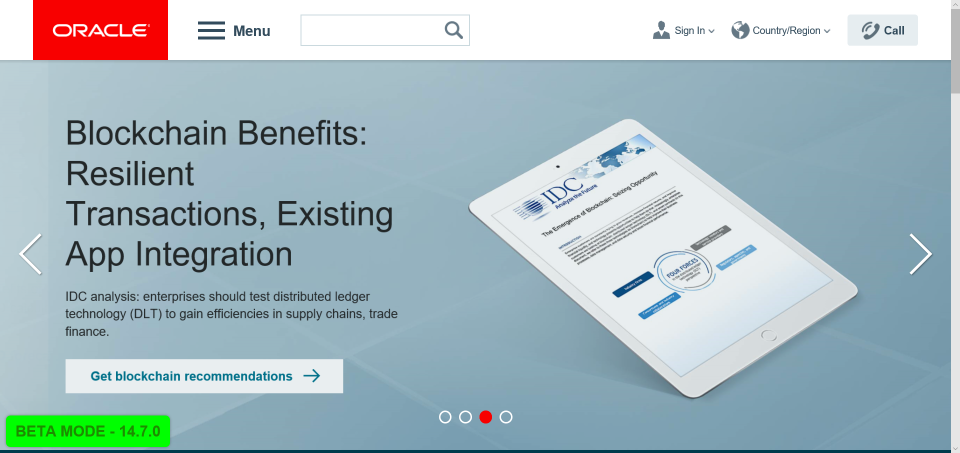 ORACLE
Menu
Sign In
Country/Region
Call
Blockchain Benefits:
Resilient
Transactions, Existing
App Integration
IDC analysis: enterprises should test distributed ledger
technology (DLT) to gain efficiencies in supply chains, trade
finance.
Get blockchain recommendations
IDC
Analyze the Future
The Emergence of Blockchain: Seizing Opportunity
FOUR FORCES
BETA MODE - 14.7.0